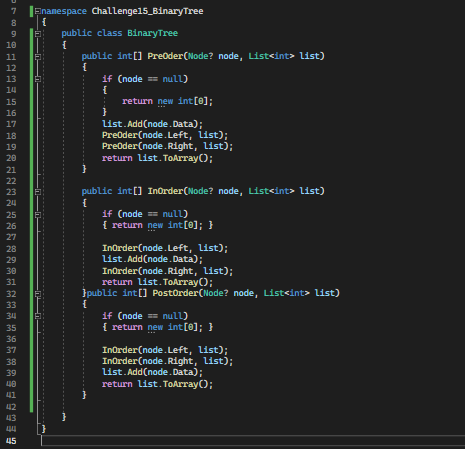 7 namespace Challenge15_BinaryTree
8 {
9 public class BinaryTree
10 {
11 public int[] PreOder(Node? node, List<int> list)
12 {
13 if (node == null)
14 {
15 return new int[0];
16 }
17 list.Add(node.Data);
18 PreOder(node.Left, list);
19 PreOder(node.Right, list);
20 return list.ToArray();
21 }
22
23 public int[] InOrder(Node? node, List<int> list)
24 {
25 if (node == null)
26 { return new int[0]; }
27
28 InOrder(node.Left, list);
29 list.Add(node.Data);
30 InOrder(node.Right, list);
31 return list.ToArray();
32 }public int[] PostOrder(Node? node, List<int> list)
33 {
34 if (node == null)
35 { return new int[0]; }
36
37 InOrder(node.Left, list);
38 InOrder(node.Right, list);
39 list.Add(node.Data);
40 return list.ToArray();
41 }
42
43 }
44 }
45